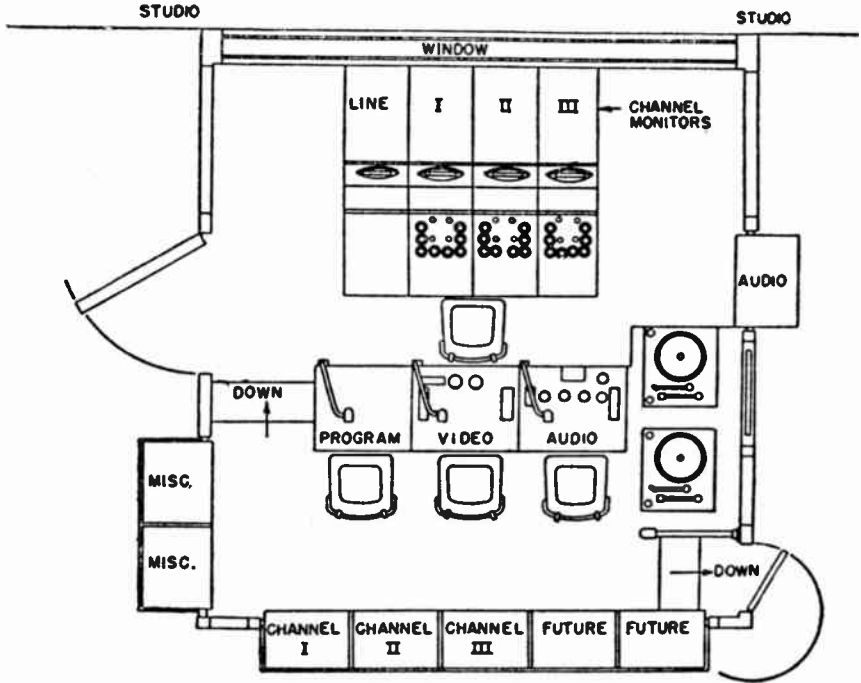 STUDIO
STUDIO
WINDOW
LINE
I
II
III
CHANNEL
MONITORS
AUDIO
DOWN
PROGRAM
VIDEO
AUDIO
MISC.
MISC.
DOWN
CHANNEL
I
CHANNEL
II
CHANNEL
III
FUTURE
FUTURE